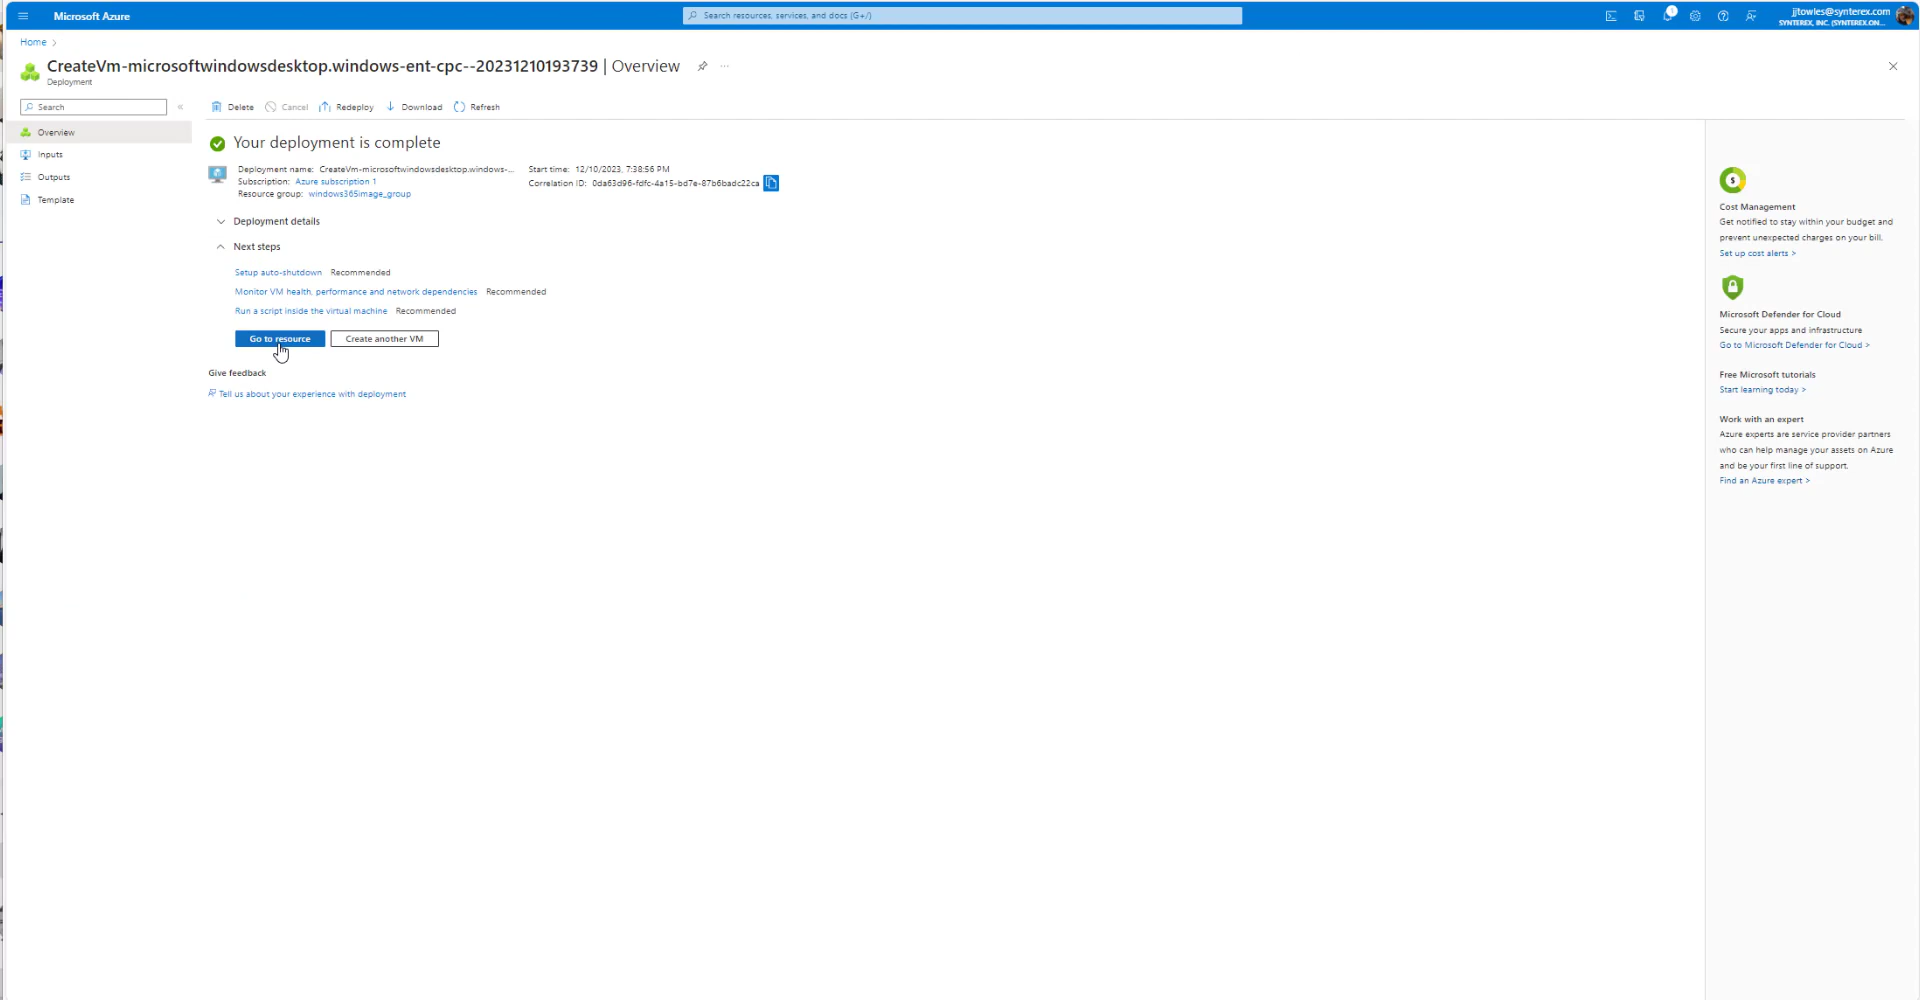 Microsoft Azure
Search resources, services, and docs (G+/)
1
jjtowles@synterex.com
SYNTEREX, INC. (SYNTEREX.ON...
Home >
CreateVm-microsoftwindowsdesktop.windows-ent-cpc--20231210193739 | Overview
...
Deployment
Search
«
Delete
Cancel
Redeploy
Download
Refresh
Overview
Inputs
Outputs
Template
Your deployment is complete
Deployment name: CreateVm-microsoftwindowsdesktop.windows-...
Subscription: Azure subscription 1
Resource group: windows365image_group
Start time: 12/10/2023, 7:38:56 PM
Correlation ID: 0da63d96-fdfc-4a15-bd7e-87b6badc22ca
Deployment details
Next steps
Setup auto-shutdown Recommended
Monitor VM health, performance and network dependencies Recommended
Run a script inside the virtual machine Recommended
Go to resource
Create another VM
Give feedback
Tell us about your experience with deployment
$
Cost Management
Get notified to stay within your budget and
prevent unexpected charges on your bill.
Set up cost alerts >
Microsoft Defender for Cloud
Secure your apps and infrastructure
Go to Microsoft Defender for Cloud >
Free Microsoft tutorials
Start learning today >
Work with an expert
Azure experts are service provider partners
who can help manage your assets on Azure
and be your first line of support.
Find an Azure expert >